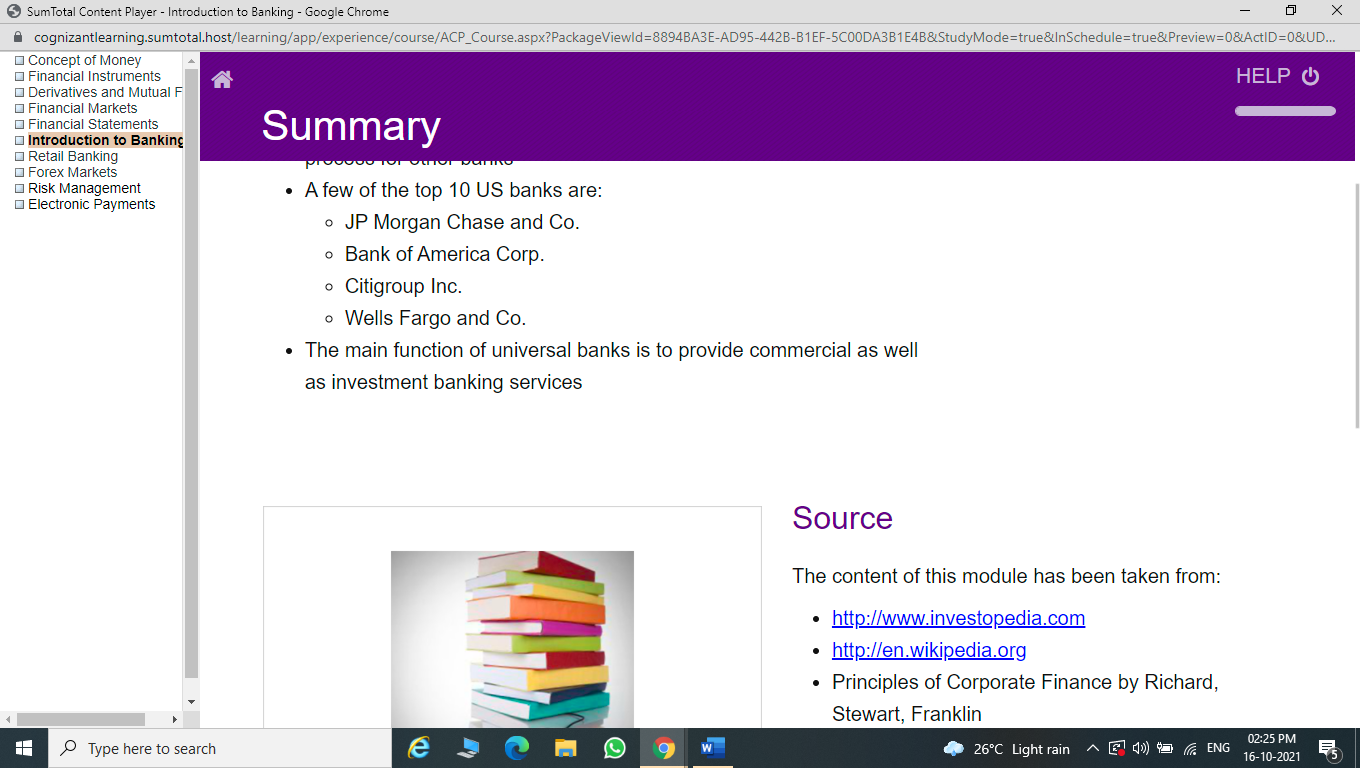 SumTotal Content Player - Introduction to Banking - Google Chrome
cognizantlearning.sumtotal.host/learning/app/experience/course/ACP_Course.aspx?PackageViewId=8894BA3E-AD95-442B-B1EF-5C00DA3B1E4B&StudyMode=true&InSchedule=true&Preview=0&ActID=0&UD...
Concept of Money
Financial Instruments
Derivatives and Mutual F
Financial Markets
Financial Statements
Introduction to Banking
Retail Banking
Forex Markets
Risk Management
Electronic Payments
HELP
Summary
process for other banks
• A few of the top 10 US banks are:
◦ JP Morgan Chase and Co.
◦ Bank of America Corp.
◦ Citigroup Inc.
◦ Wells Fargo and Co.
• The main function of universal banks is to provide commercial as well
as investment banking services
Source
The content of this module has been taken from:
• http://www.investopedia.com
• http://en.wikipedia.org
• Principles of Corporate Finance by Richard,
Stewart, Franklin
Type here to search
26°C Light rain
ENG
02:25 PM
16-10-2021
5